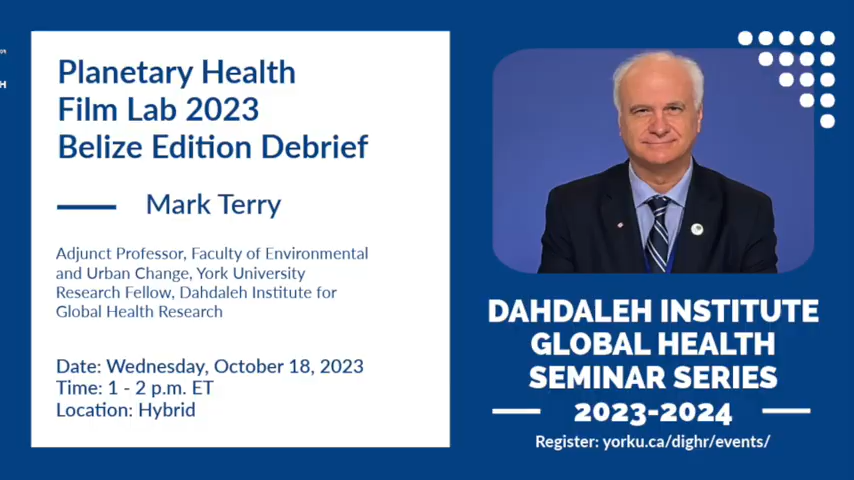 Planetary Health
Film Lab 2023
Belize Edition Debrief
Mark Terry
Adjunct Professor, Faculty of Environmental
and Urban Change, York University
Research Fellow, Dahdaleh Institute for
Global Health Research
Date: Wednesday, October 18, 2023
Time: 1 - 2 p.m. ET
Location: Hybrid
DAHDALEH INSTITUTE
GLOBAL HEALTH
SEMINAR SERIES
2023-2024
Register: yorku.ca/dighr/events/